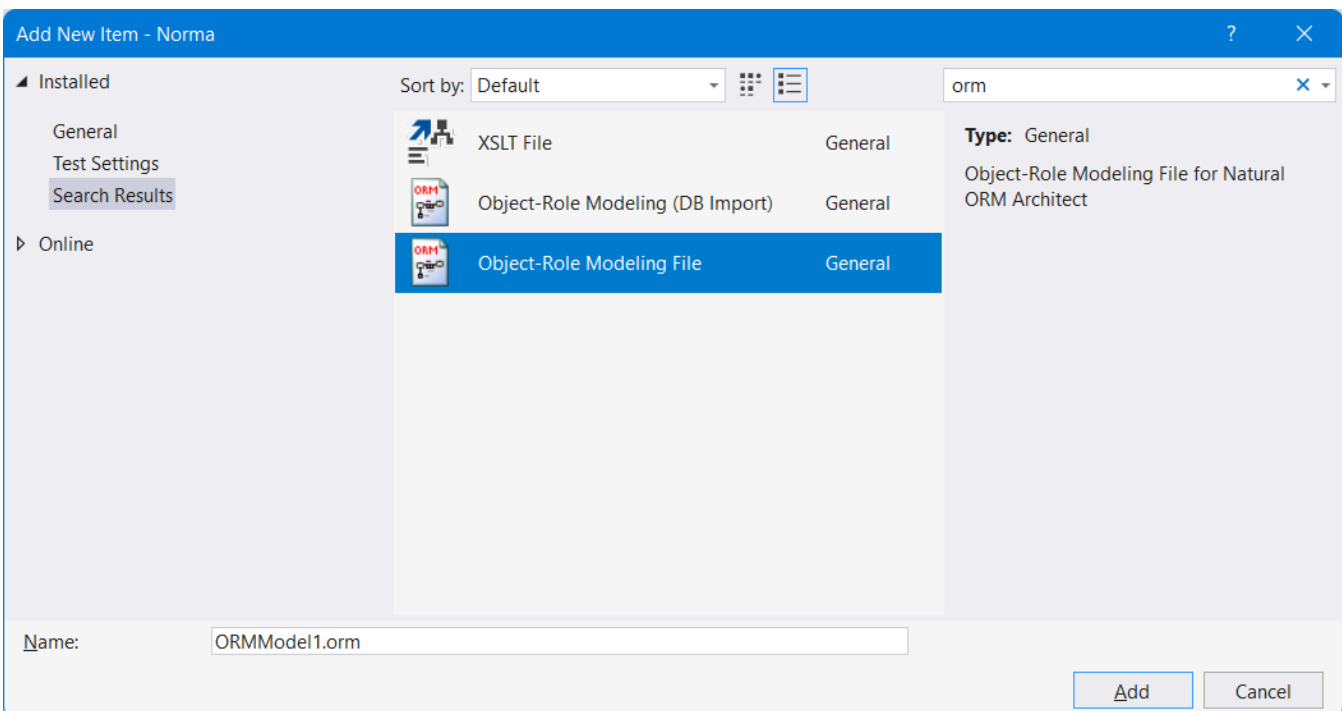 Add New Item - Norma
?
Installed
General
Test Settings
Search Results
Online
Sort by: Default
XSLT File General
ORM
Object-Role Modeling (DB Import) General
ORM
Object-Role Modeling File General
orm
Type: General
Object-Role Modeling File for Natural
ORM Architect
Name: ORMModel1.orm
Add Cancel